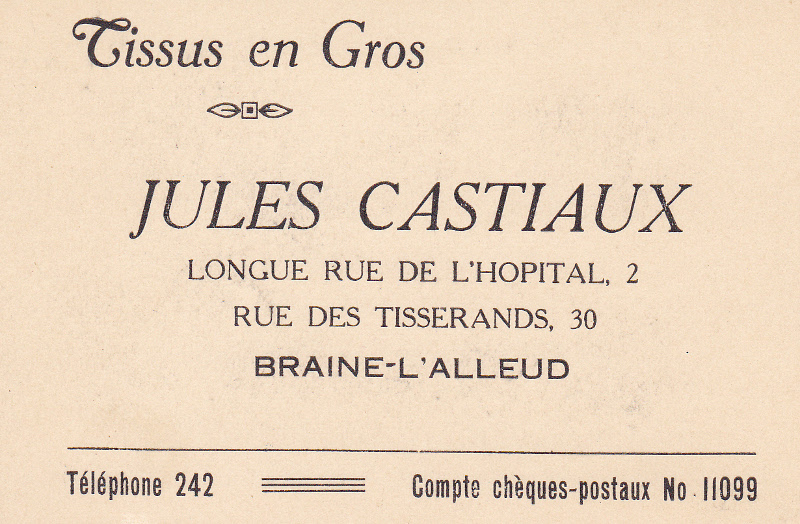 Tissus en Gros
JULES CASTIAUX
LONGUE RUE DE L'HOPITAL, 2
RUE DES TISSERANDS, 30
BRAINE-L'ALLEUD
Téléphone 242
Compte chèques-postaux No 11099